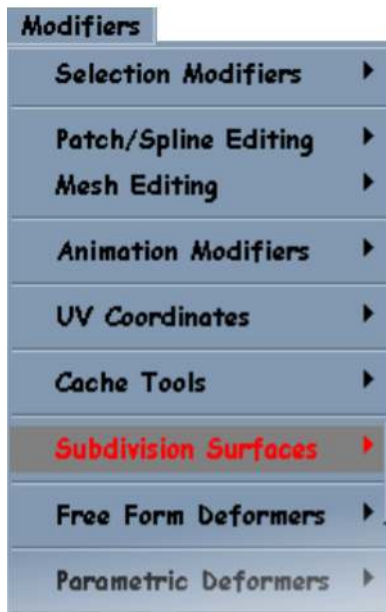 Modifiers
Selection Modifiers
Patch/Spline Editing
Mesh Editing
Animation Modifiers
UV Coordinates
Cache Tools
Subdivision Surfaces
Free Form Deformers
Parametric Deformers